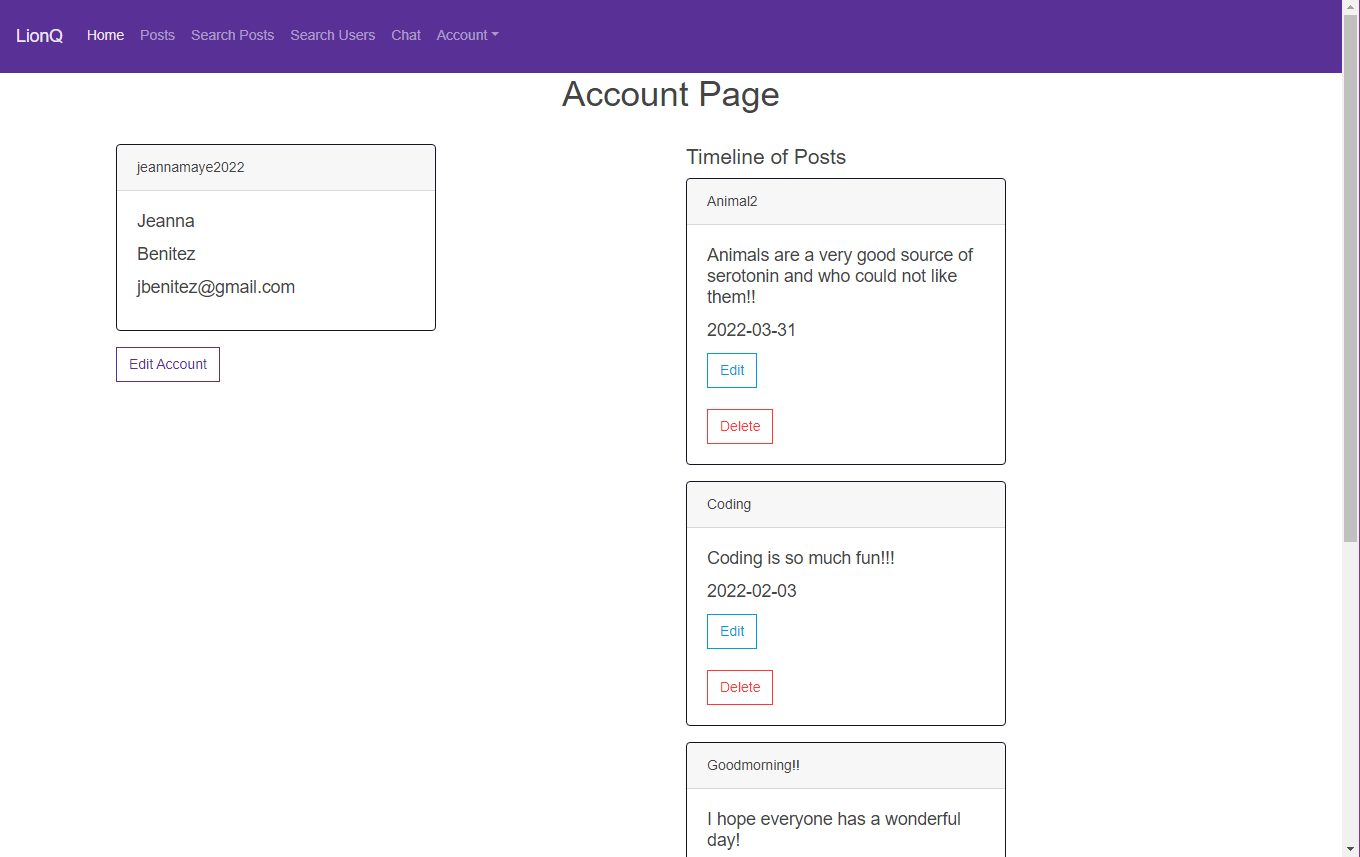 LionQ Home Posts Search Posts Search Users Chat Account
Account Page
jeannamaye2022
Jeanna
Benitez
jbenitez@gmail.com
Edit Account
Timeline of Posts
Animal2
Animals are a very good source of
serotonin and who could not like
them!!
2022-03-31
Edit
Delete
Coding
Coding is so much fun!!!
2022-02-03
Edit
Delete
Goodmorning!!
I hope everyone has a wonderful
day!